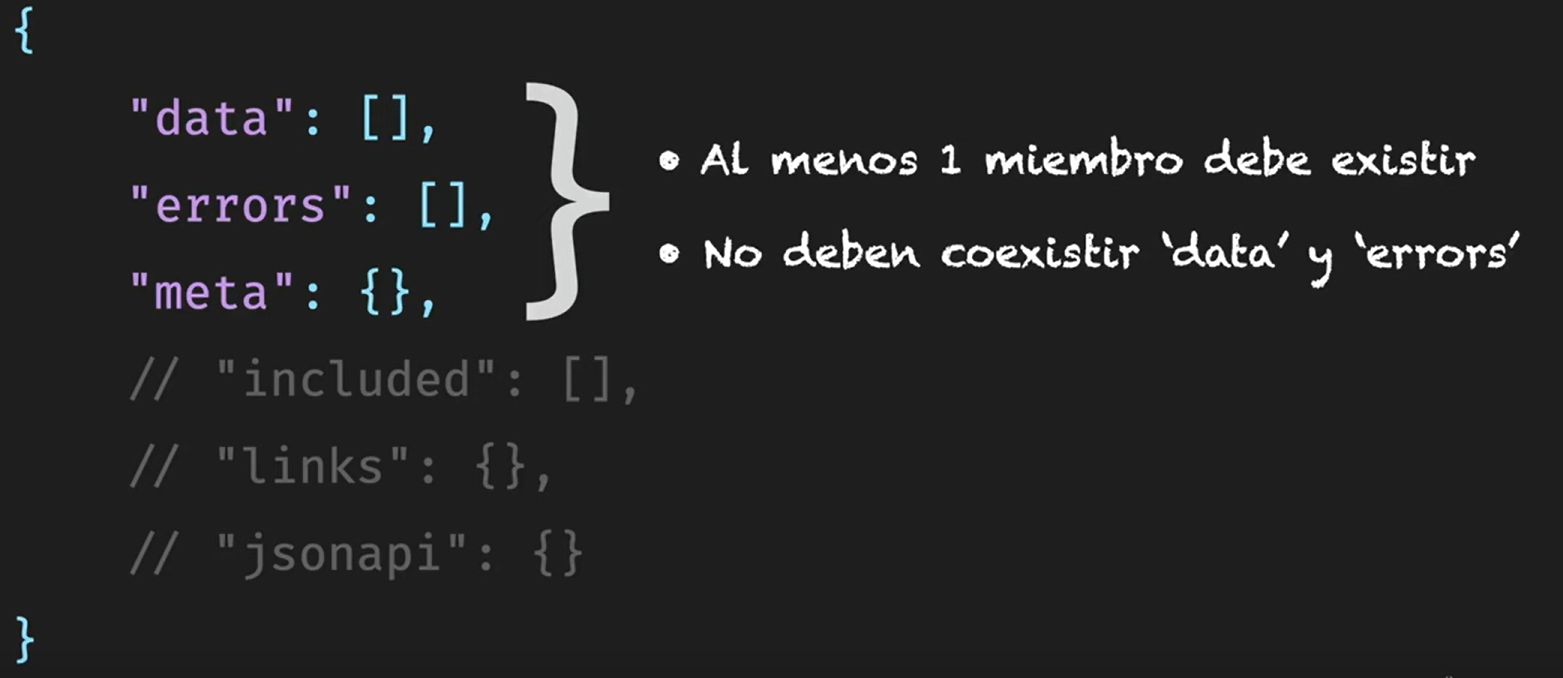 {
"data": [],
"errors": [],
"meta": {},
// "included": [],
// "links": {},
// "jsonapi": {}
}
}
• Al menos 1 miembro debe existir
• No deben coexistir ‘data’ y ‘errors’